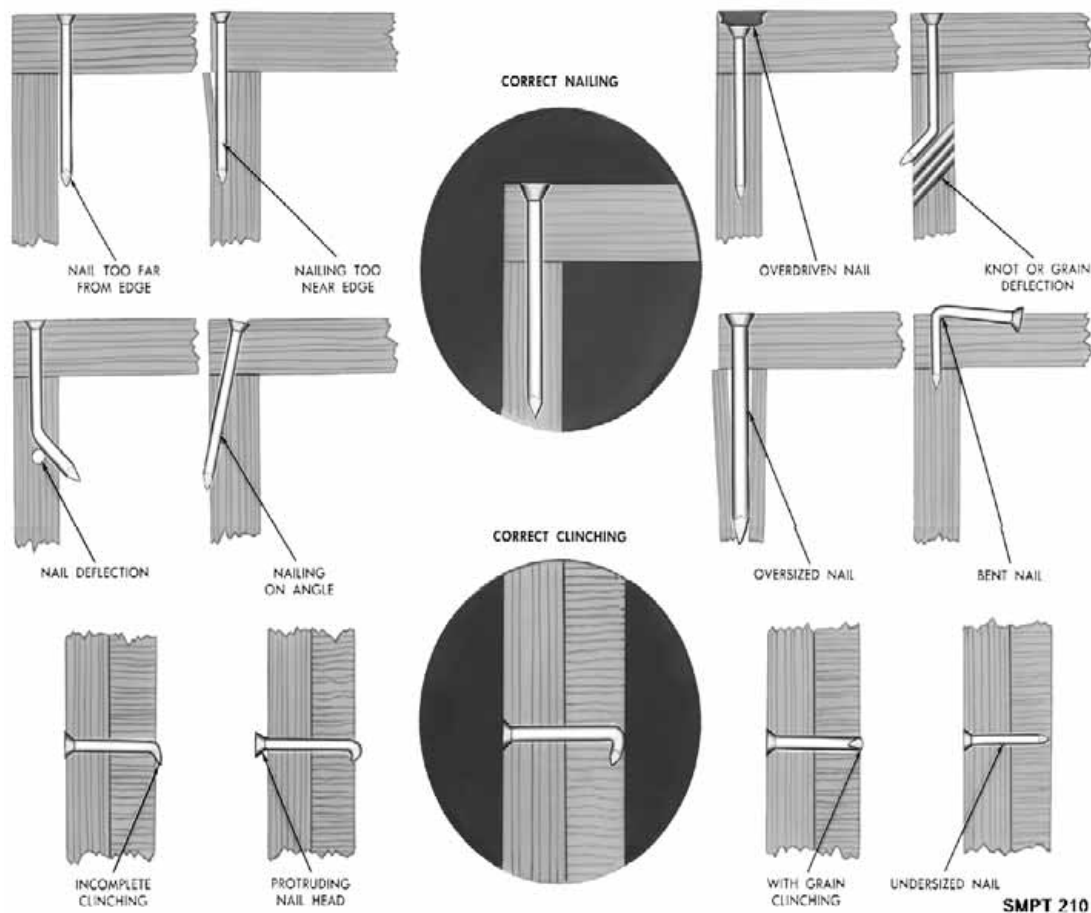 CORRECT NAILING
NAIL TOO FAR
FROM EDGE
NAILING TOO
NEAR EDGE
OVERDRIVEN NAIL
KNOT OR GRAIN
DEFLECTION
NAIL DEFLECTION
NAILING
ON ANGLE
CORRECT CLINCHING
OVERSIZED NAIL
BENT NAIL
INCOMPLETE
CLINCHING
PROTRUDING
NAIL HEAD
WITH GRAIN
CLINCHING
UNDERSIZED NAIL
SMPT 210